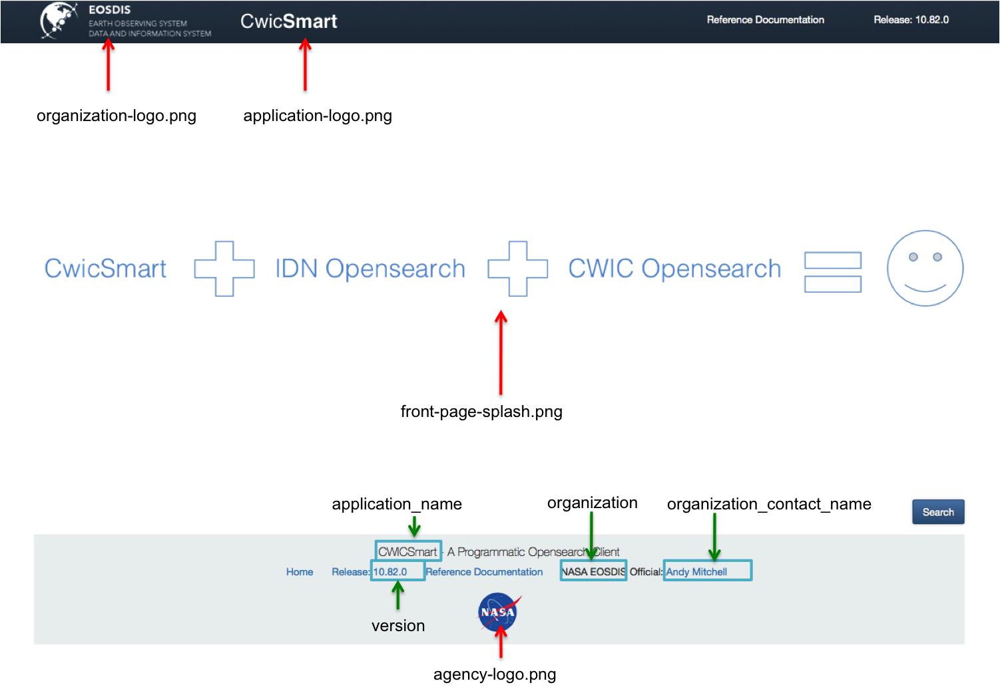 EOSDIS
EARTH OBSERVING SYSTEM
DATA AND INFORMATION SYSTEM
CwicSmart
Reference Documentation
Release: 10.82.0
organization-logo.png
application-logo.png
CwicSmart
IDN Opensearch
CWIC Opensearch
front-page-splash.png
application_name
organization
organization_contact_name
Search
CWICSmart - A Programmatic Opensearch Client
Home Release: 10.82.0 Reference Documentation NASA EOSDIS Official: Andy Mitchell
NASA
version
agency-logo.png